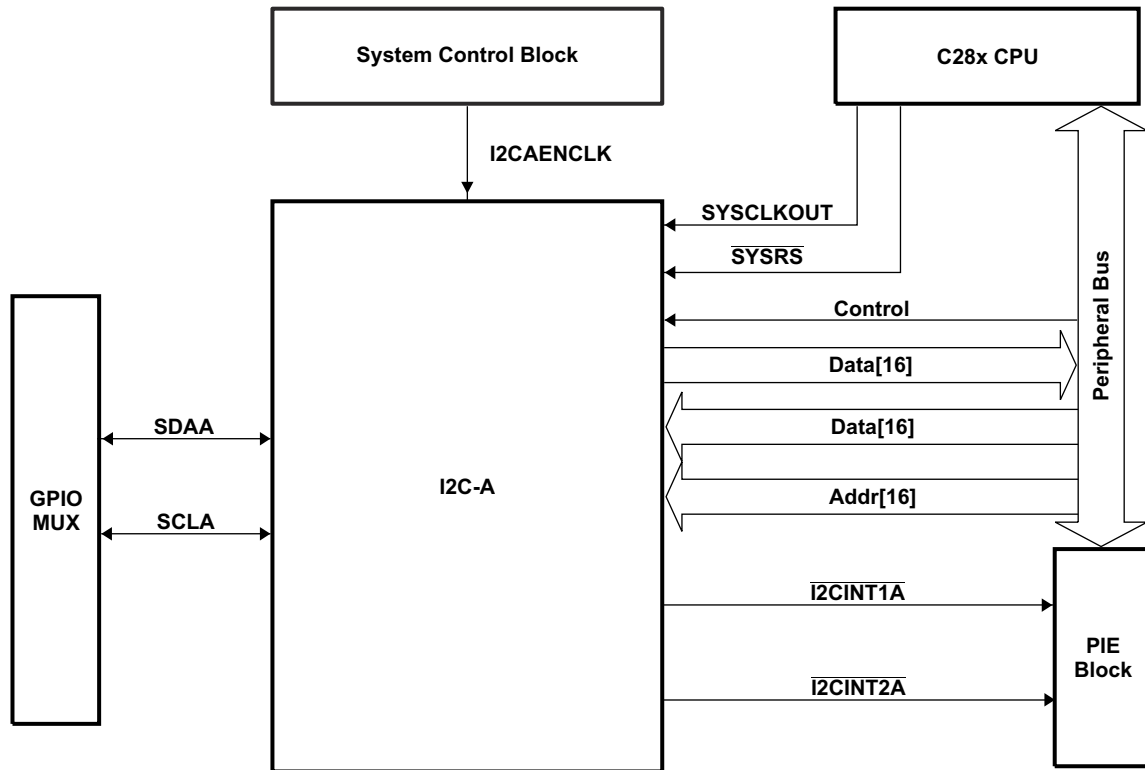 System Control Block
C28x CPU
I2CAENCLK
SYSCLKOUT
SYSRS
Control
Data[16]
Data[16]
Addr[16]
Peripheral Bus
SDAA
SCLA
GPIO
MUX
I2C-A
I2CINT1A
I2CINT2A
PIE
Block